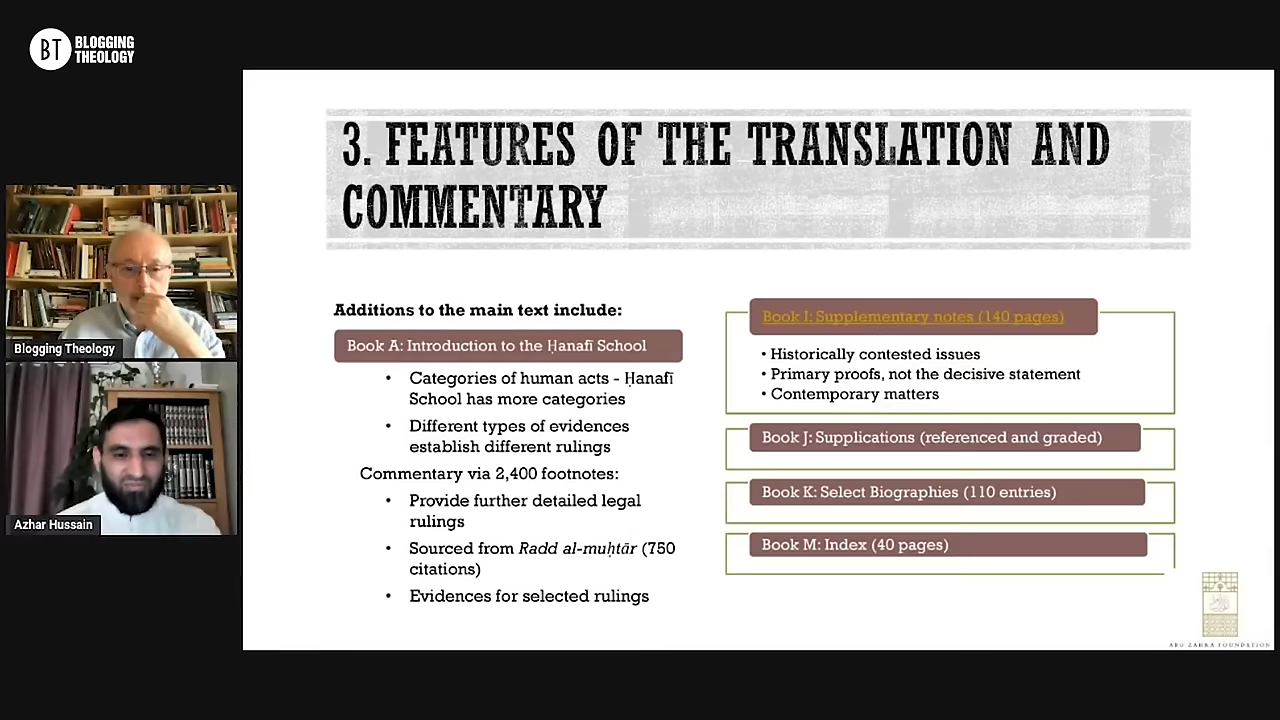 BT BLOGGING
THEOLOGY
3. FEATURES OF THE TRANSLATION AND
COMMENTARY
Additions to the main text include:
Book A: Introduction to the Ḥanafī School
• Categories of human acts - Ḥanafī
School has more categories
• Different types of evidences
establish different rulings
Commentary via 2,400 footnotes:
• Provide further detailed legal
rulings
• Sourced from Radd al-muḥtār (750
citations)
• Evidences for selected rulings
Book I: Supplementary notes (140 pages)
• Historically contested issues
• Primary proofs, not the decisive statement
• Contemporary matters
Book J: Supplications (referenced and graded)
Book K: Select Biographies (110 entries)
Book M: Index (40 pages)
Blogging Theology
Azhar Hussain
ABU ZAHRA FOUNDATION